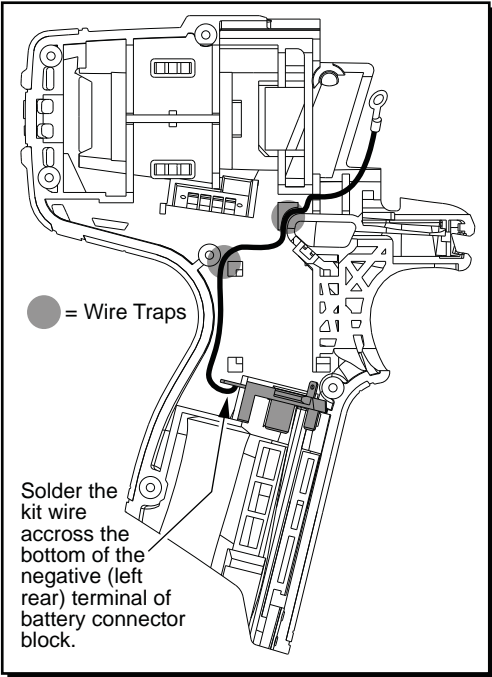 = Wire Traps
Solder the
kit wire
accross the
bottom of the
negative (left
rear) terminal of
battery connector
block.